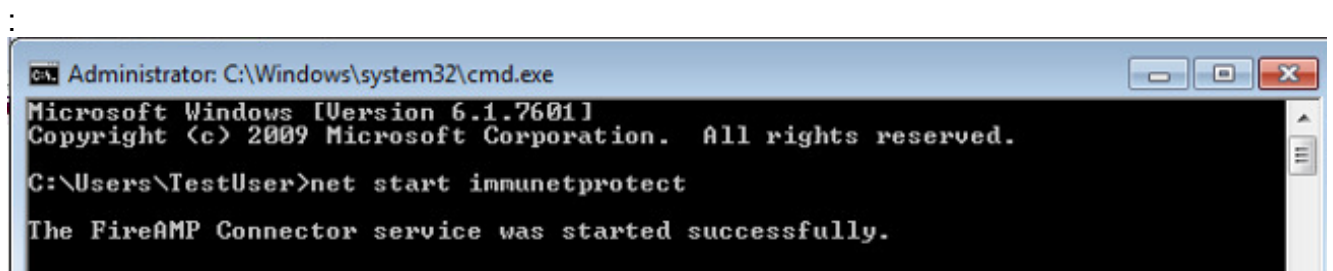 :
Administrator: C:\Windows\system32\cmd.exe
Microsoft Windows [Version 6.1.7601]
Copyright (c) 2009 Microsoft Corporation.  All rights reserved.
C:\Users\TestUser>net start immunetprotect
The FireAMP Connector service was started successfully.